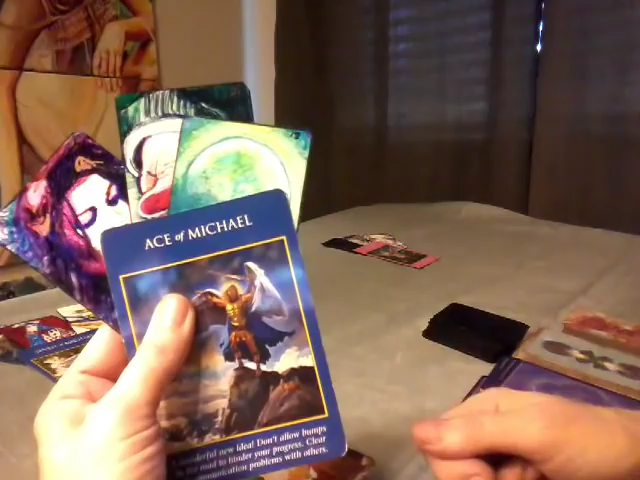 ACE of MICHAEL
wonderful new idea! Don't allow bumps
in the road to hinder your progress. Clear
communication problems with others.